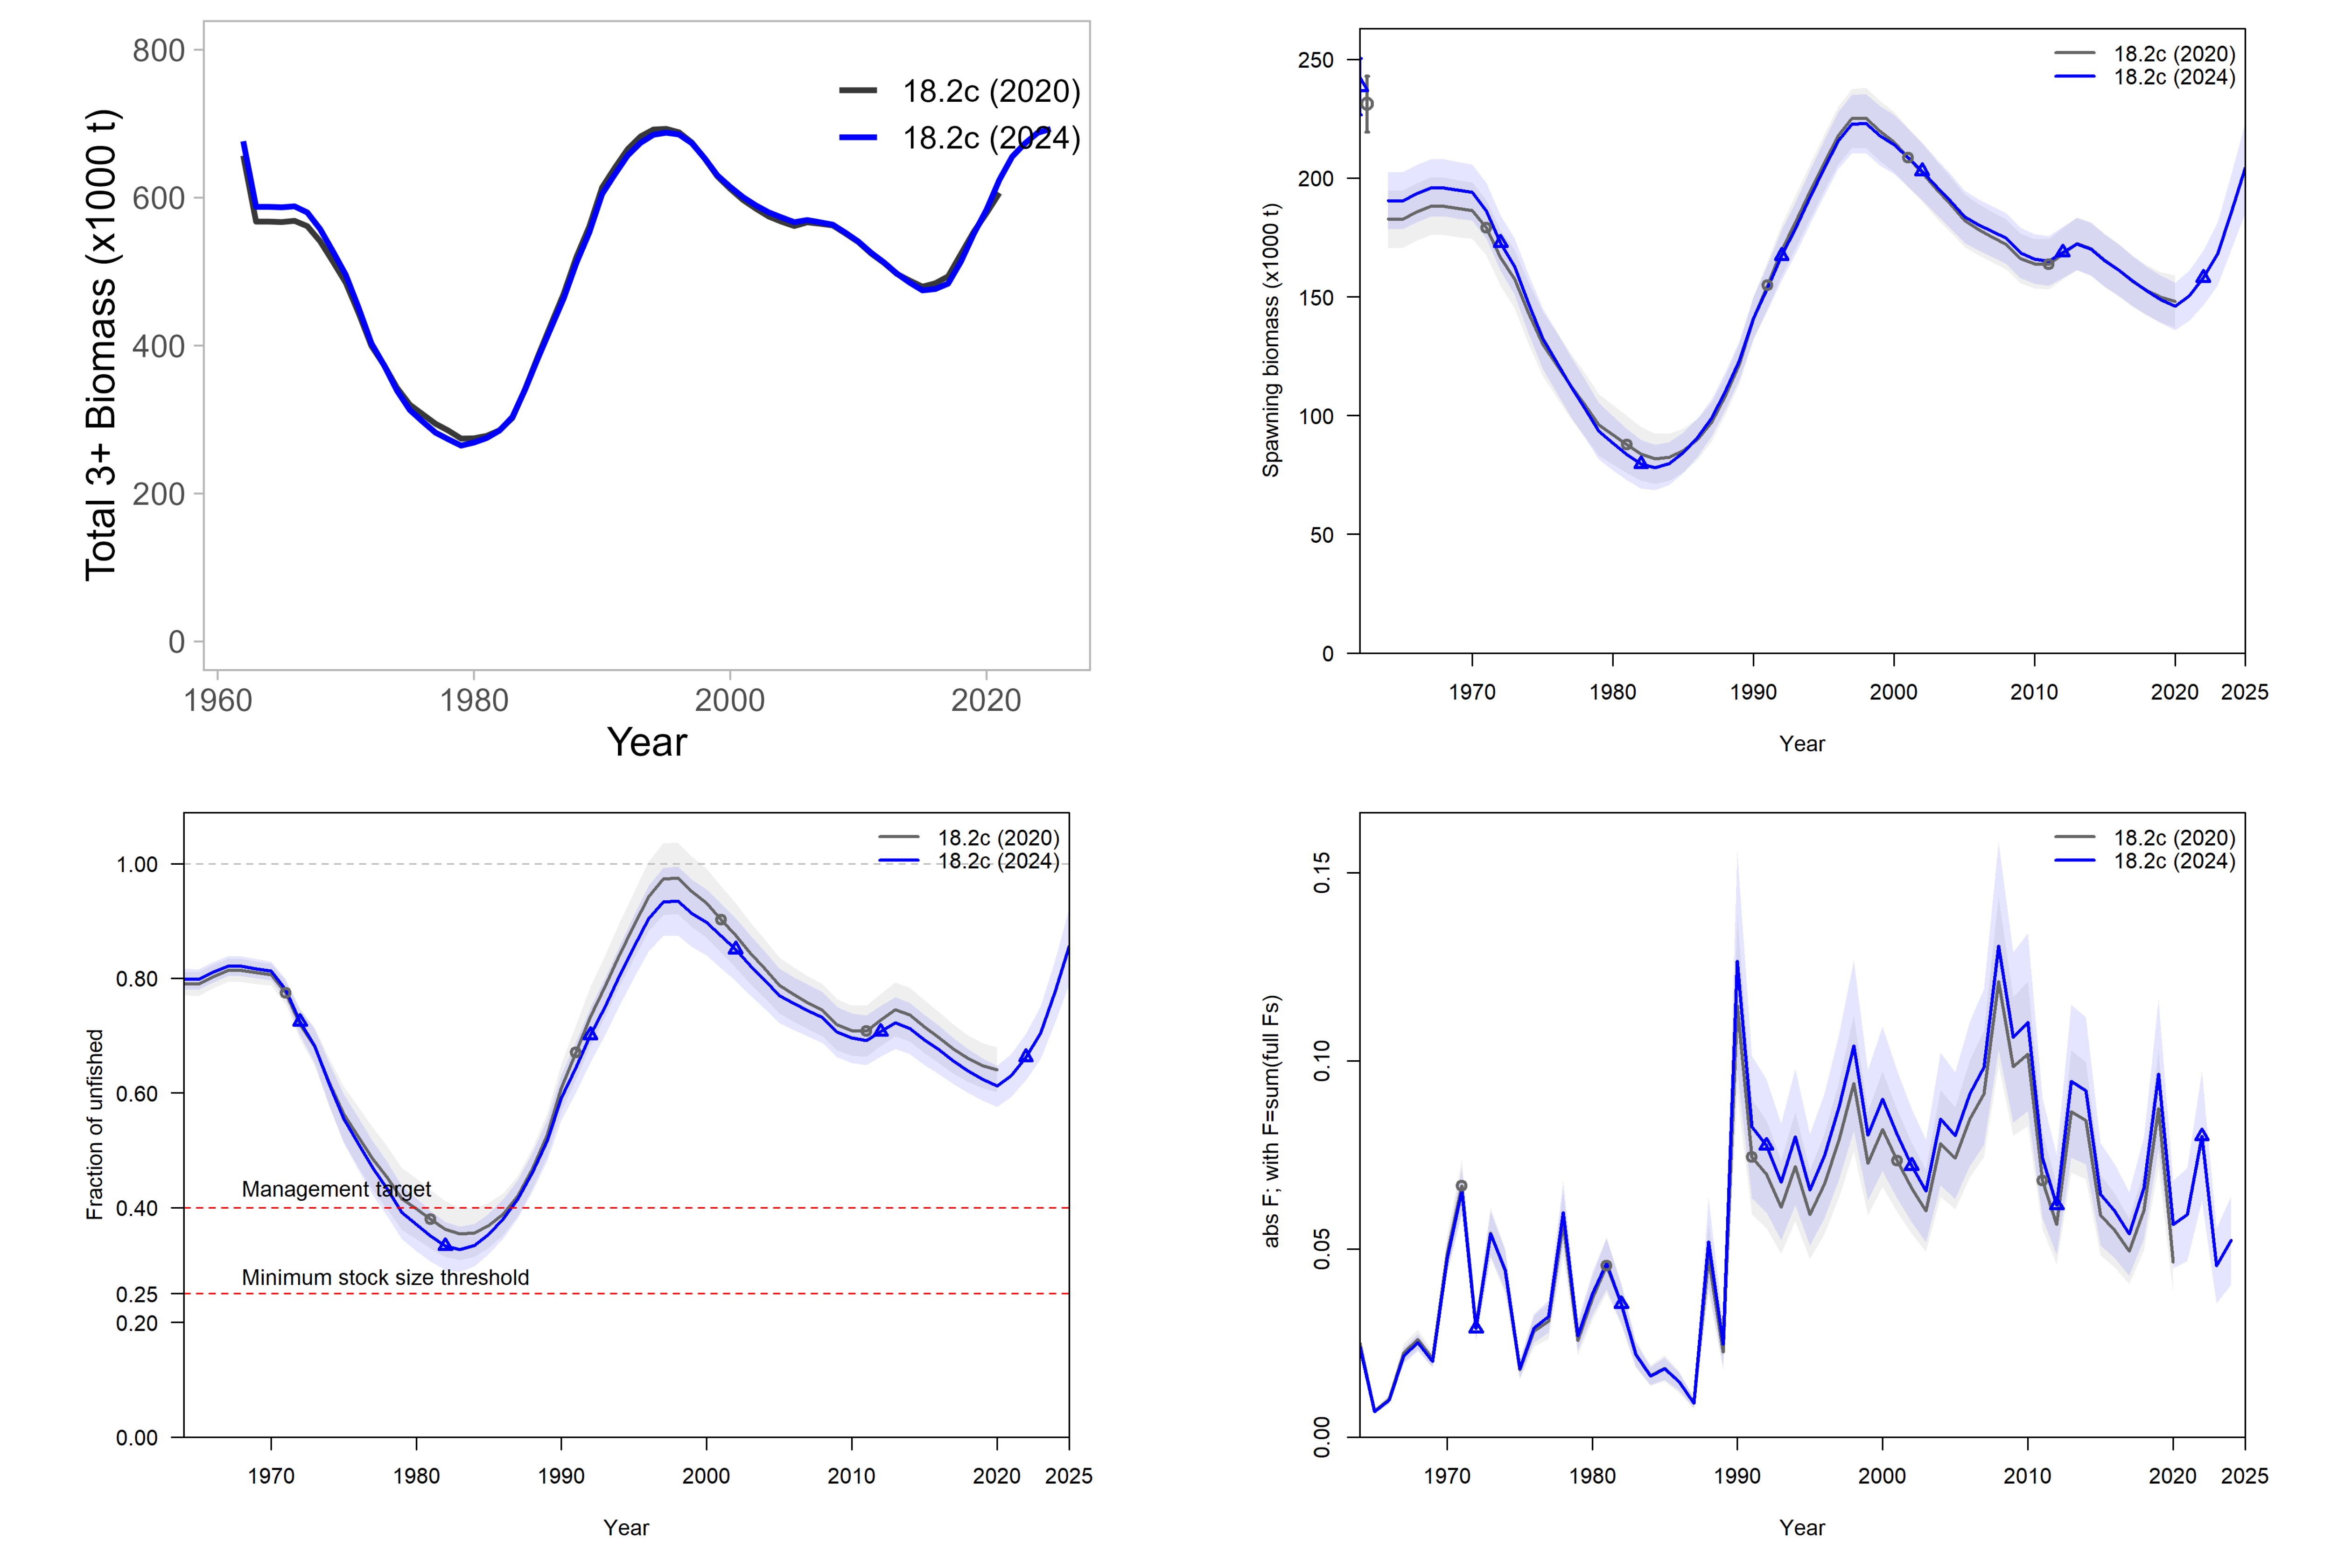 Total 3+ Biomass (x1000 t)
800
600
400
200
0
18.2c (2020)
18.2c (2024)
1960 1980 2000 2020
Year
Spawning biomass (x1000 t)
250
200
150
100
50
0
18.2c (2020)
18.2c (2024)
1970 1980 1990 2000 2010 2020 2025
Year
Fraction of unfished
1.00
0.80
0.60
0.40
0.25
0.20
0.00
18.2c (2020)
18.2c (2024)
Management target
Minimum stock size threshold
1970 1980 1990 2000 2010 2020 2025
Year
abs F; with F=sum(full Fs)
0.15
0.10
0.05
0.00
18.2c (2020)
18.2c (2024)
1970 1980 1990 2000 2010 2020 2025
Year